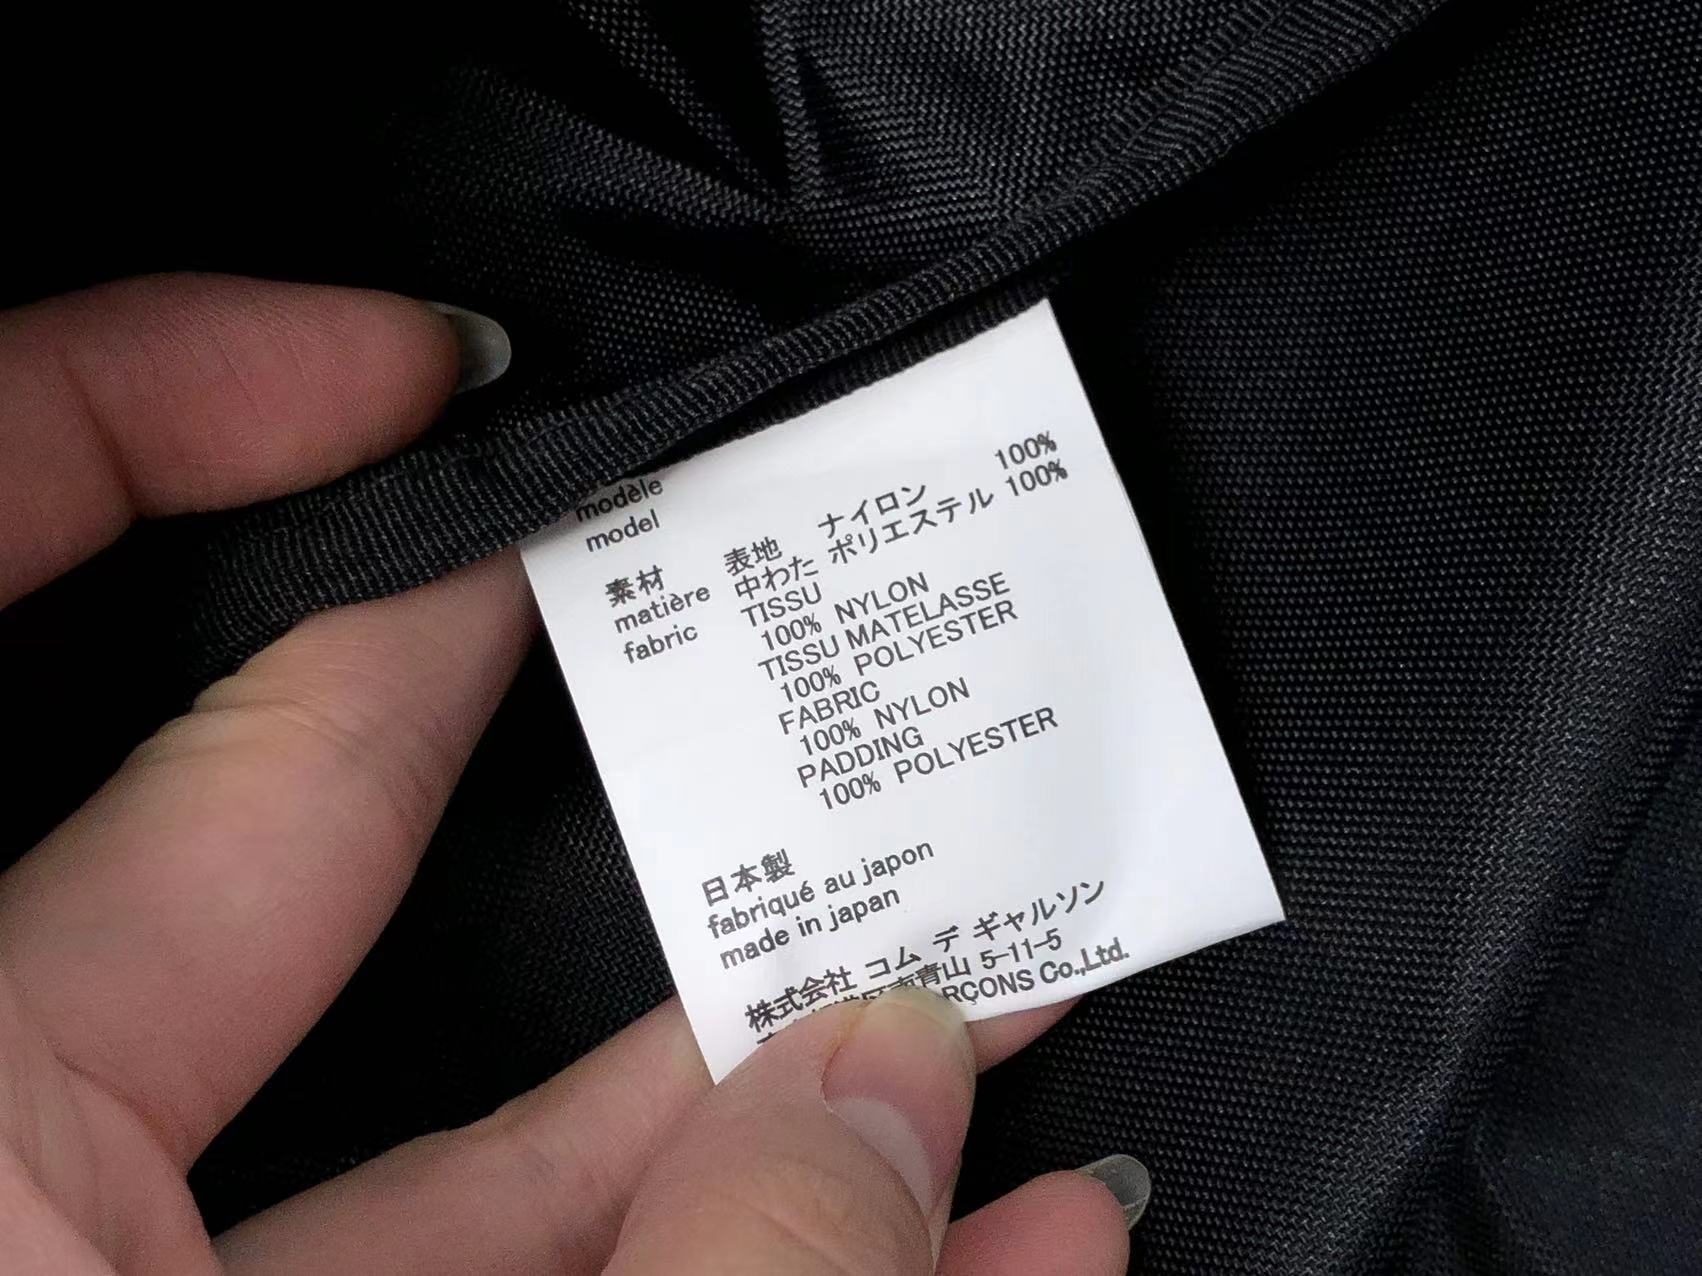 modèle
model
素材 表地 ナイロン 100%
matière 中わた ポリエステル 100%
fabric TISSU
100% NYLON
TISSU MATELASSE
100% POLYESTER
FABRIC
100% NYLON
PADDING
100% POLYESTER
日本製
fabriqué au japon
made in japan
株式会社 コム デ ギャルソン
南青山 5-11-5
RÇONS Co.,Ltd.